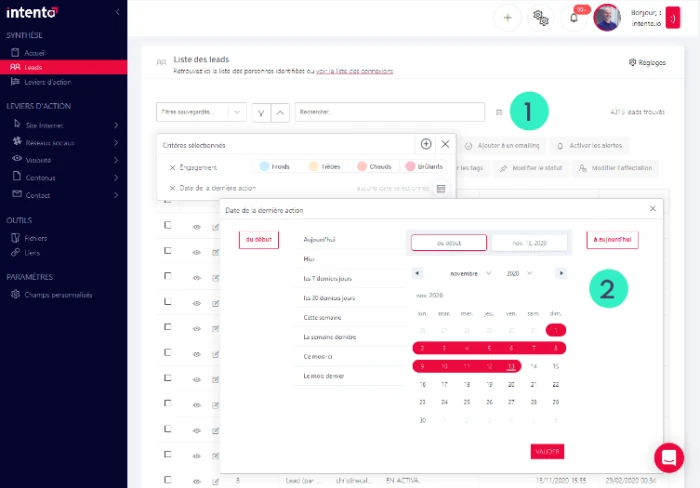 intento
Bonjour, :
intento.io
:)
90+
SYNTHÈSE
Accueil
Leads
Leviers d'action
LEVIERS D'ACTION
Site Internet
Réseaux sociaux
Visibilité
Contenus
Contact
OUTILS
Fichiers
Liens
PARAMÈTRES
Champs personnalisés
Liste des leads
Retrouvez ici la liste des personnes identifiées ou voir la liste des connexions
Réglages
Filtres sauvegardés...
Rechercher...
1
4315 leads trouvés
Ajouter à un emailing
Activer les alertes
les tags
Modifier le statut
Modifier l'affectation
Critères sélectionnés
Engagement
Froids
Tièdes
Chauds
Brûlants
Date de la dernière action
aucune date sélectionnée...
Date de la dernière action
du début
Aujourd'hui
Hier
les 7 derniers jours
les 30 derniers jours
Cette semaine
La semaine dernière
Ce mois-ci
Le mois dernier
du début
nov. 13, 2020
à aujourd'hui
novembre
2020
2
nov. 2020
lun. mar. mer. jeu. ven. sam. dim.
26 27 28 29 30 31 1
2 3 4 5 6 7 8
9 10 11 12 13 14 15
16 17 18 19 20 21 22
23 24 25 26 27 28 29
30 1 2 3 4 5 6
VALIDER
8
Lead (par ...
EN-ACTIVA...
15/11/2020 15:35
29/02/2020 00:54